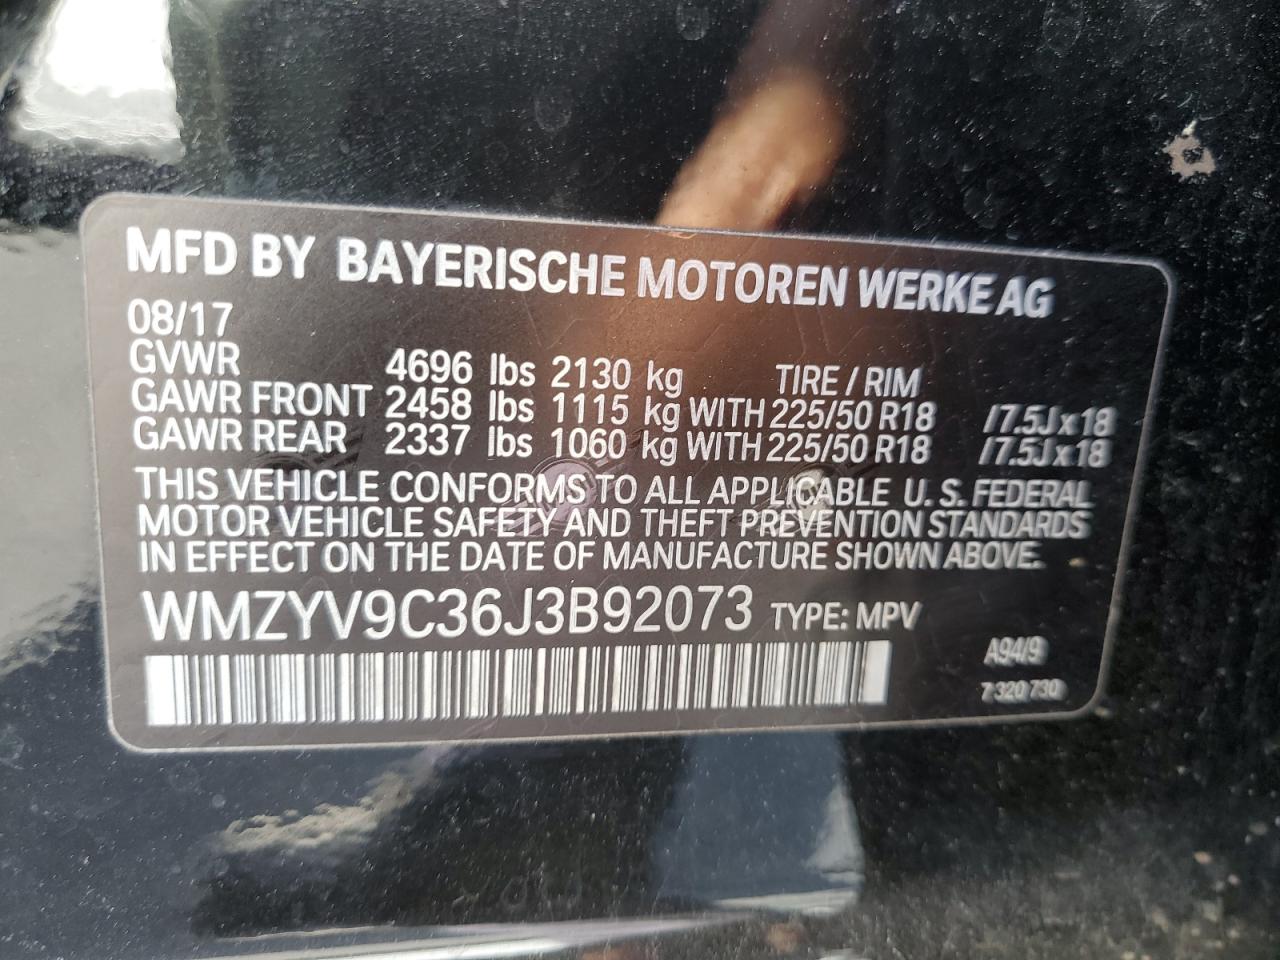 MFD BY BAYERISCHE MOTOREN WERKE AG
08/17
GVWR 4696 lbs 2130 kg TIRE / RIM
GAWR FRONT 2458 lbs 1115 kg WITH 225/50 R18 /7.5Jx18
GAWR REAR 2337 lbs 1060 kg WITH 225/50 R18 /7.5Jx18
THIS VEHICLE CONFORMS TO ALL APPLICABLE U. S. FEDERAL
MOTOR VEHICLE SAFETY AND THEFT PREVENTION STANDARDS
IN EFFECT ON THE DATE OF MANUFACTURE SHOWN ABOVE.
WMZYV9C36J3B92073 TYPE: MPV
A94/9
7 320 730